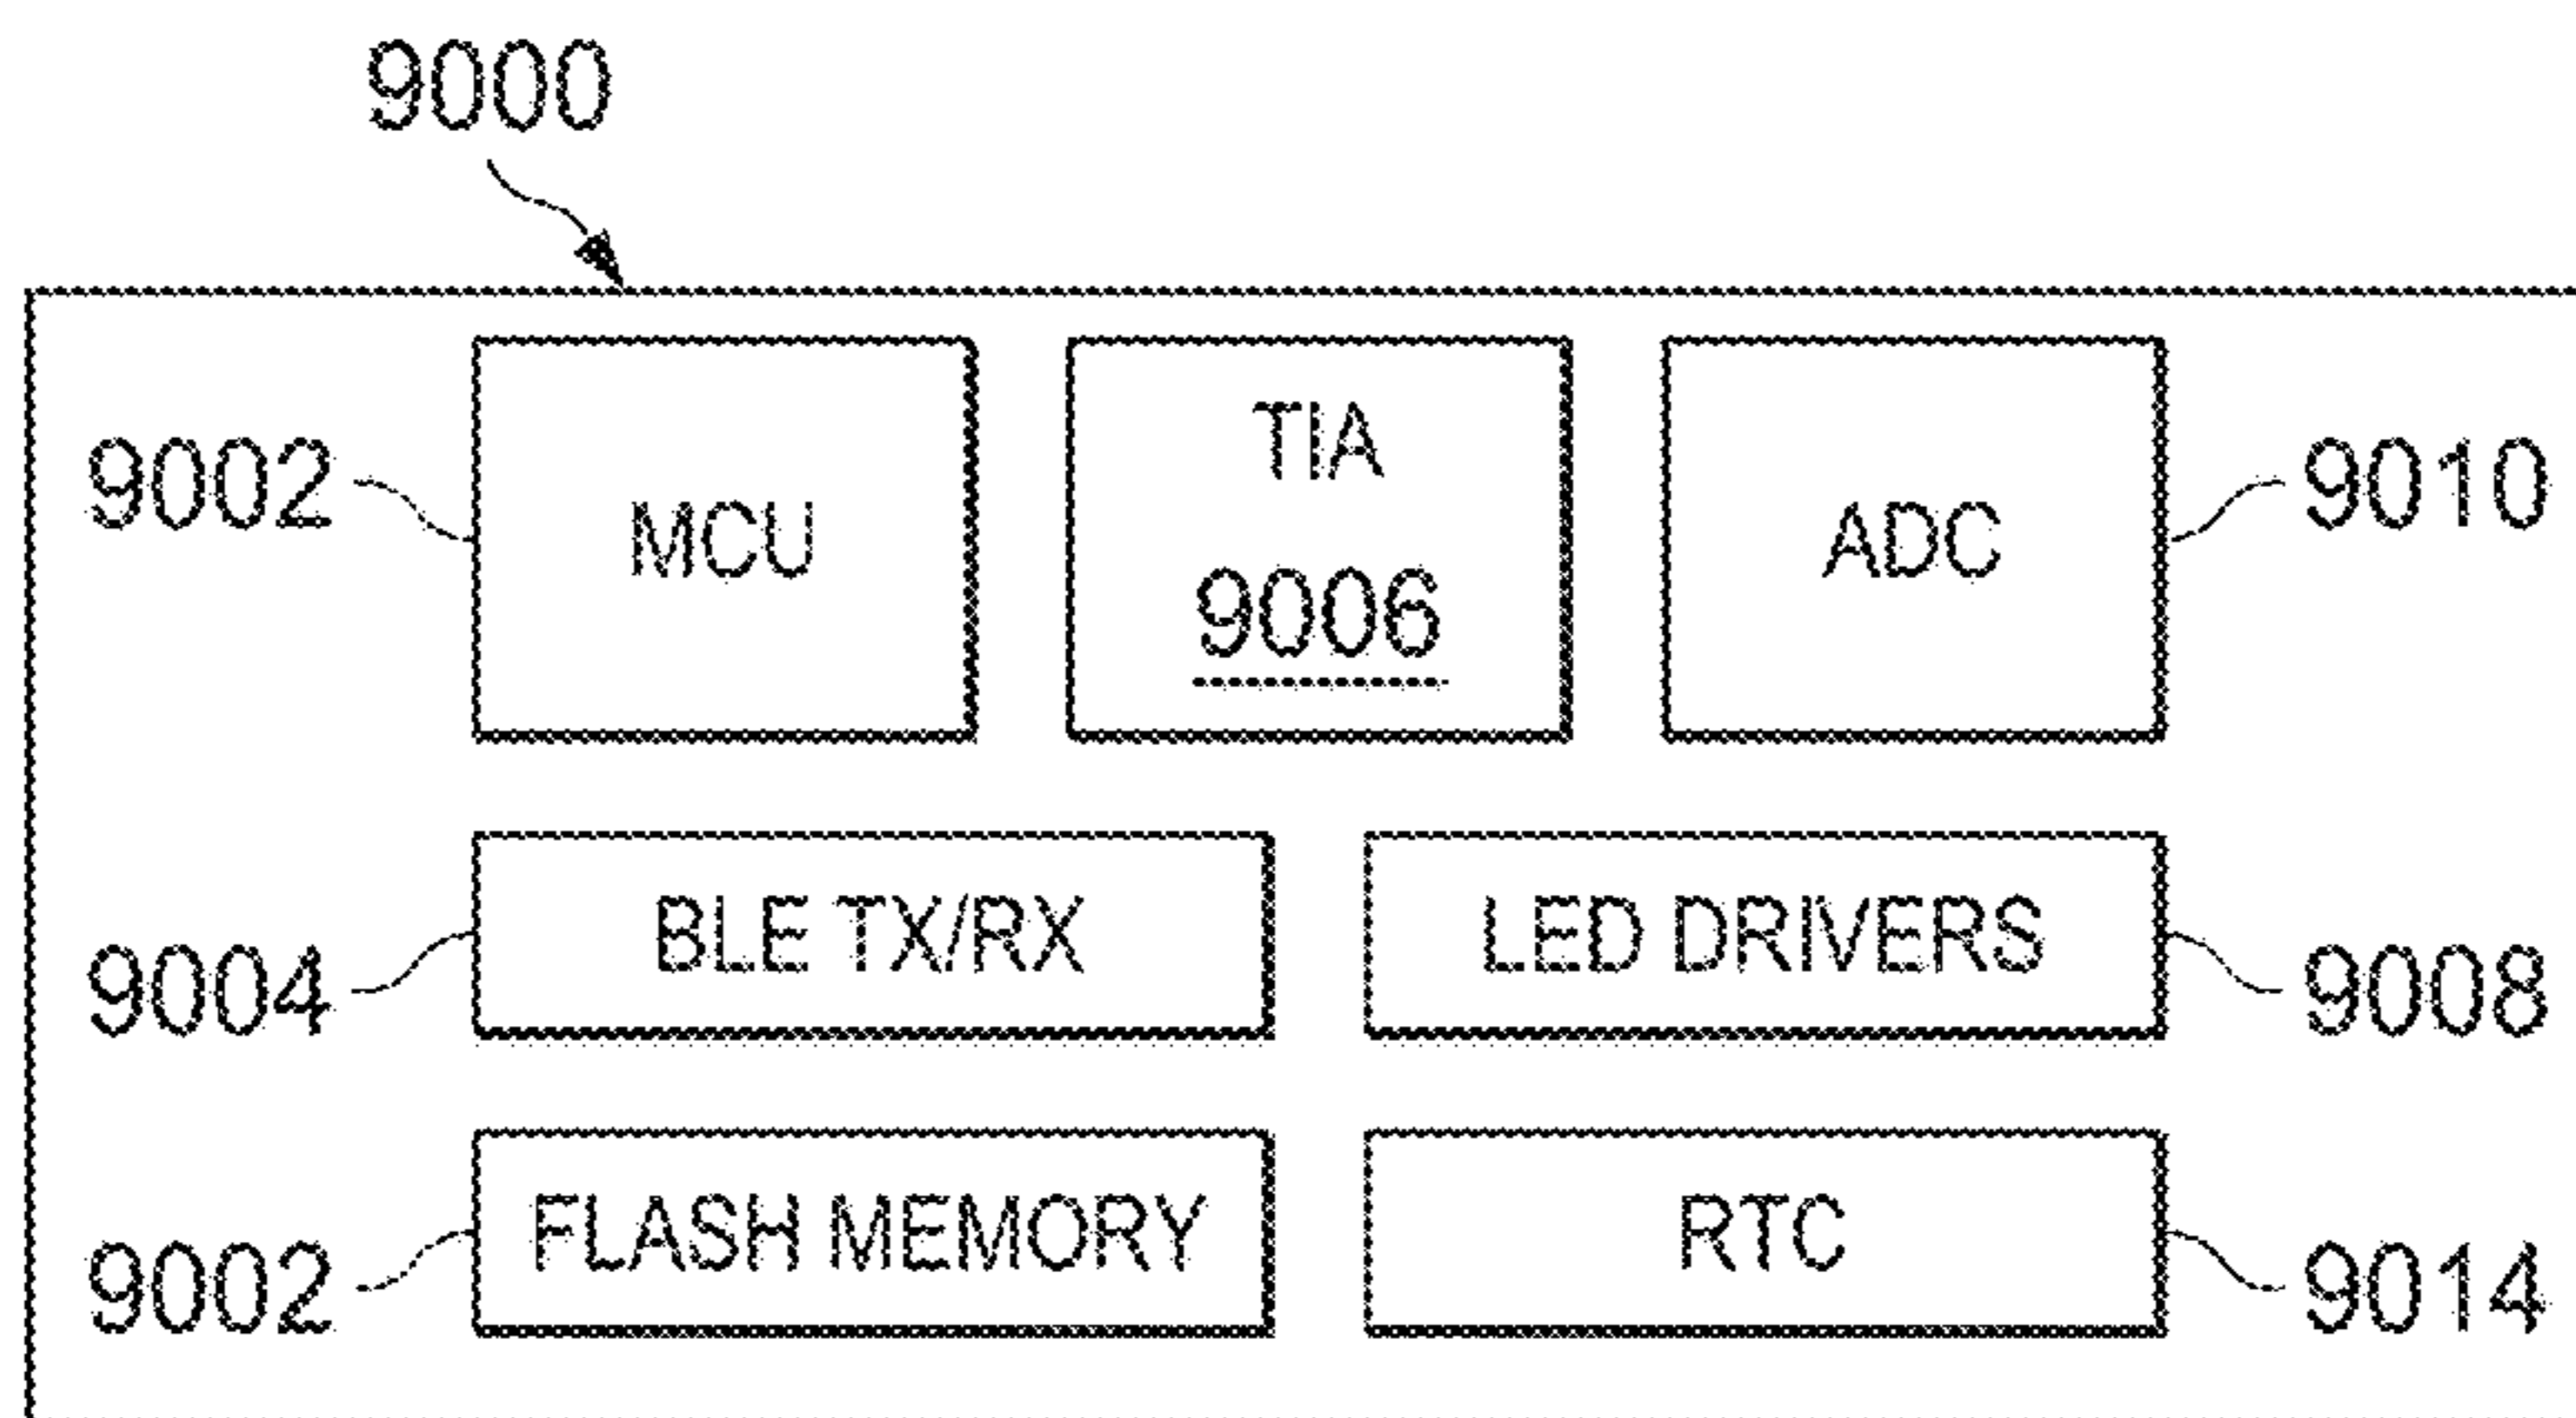 9000
9002
MCU
TIA
9006
ADC
9010
9004
BLE TX/RX
LED DRIVERS
9008
9002
FLASH MEMORY
RTC
9014